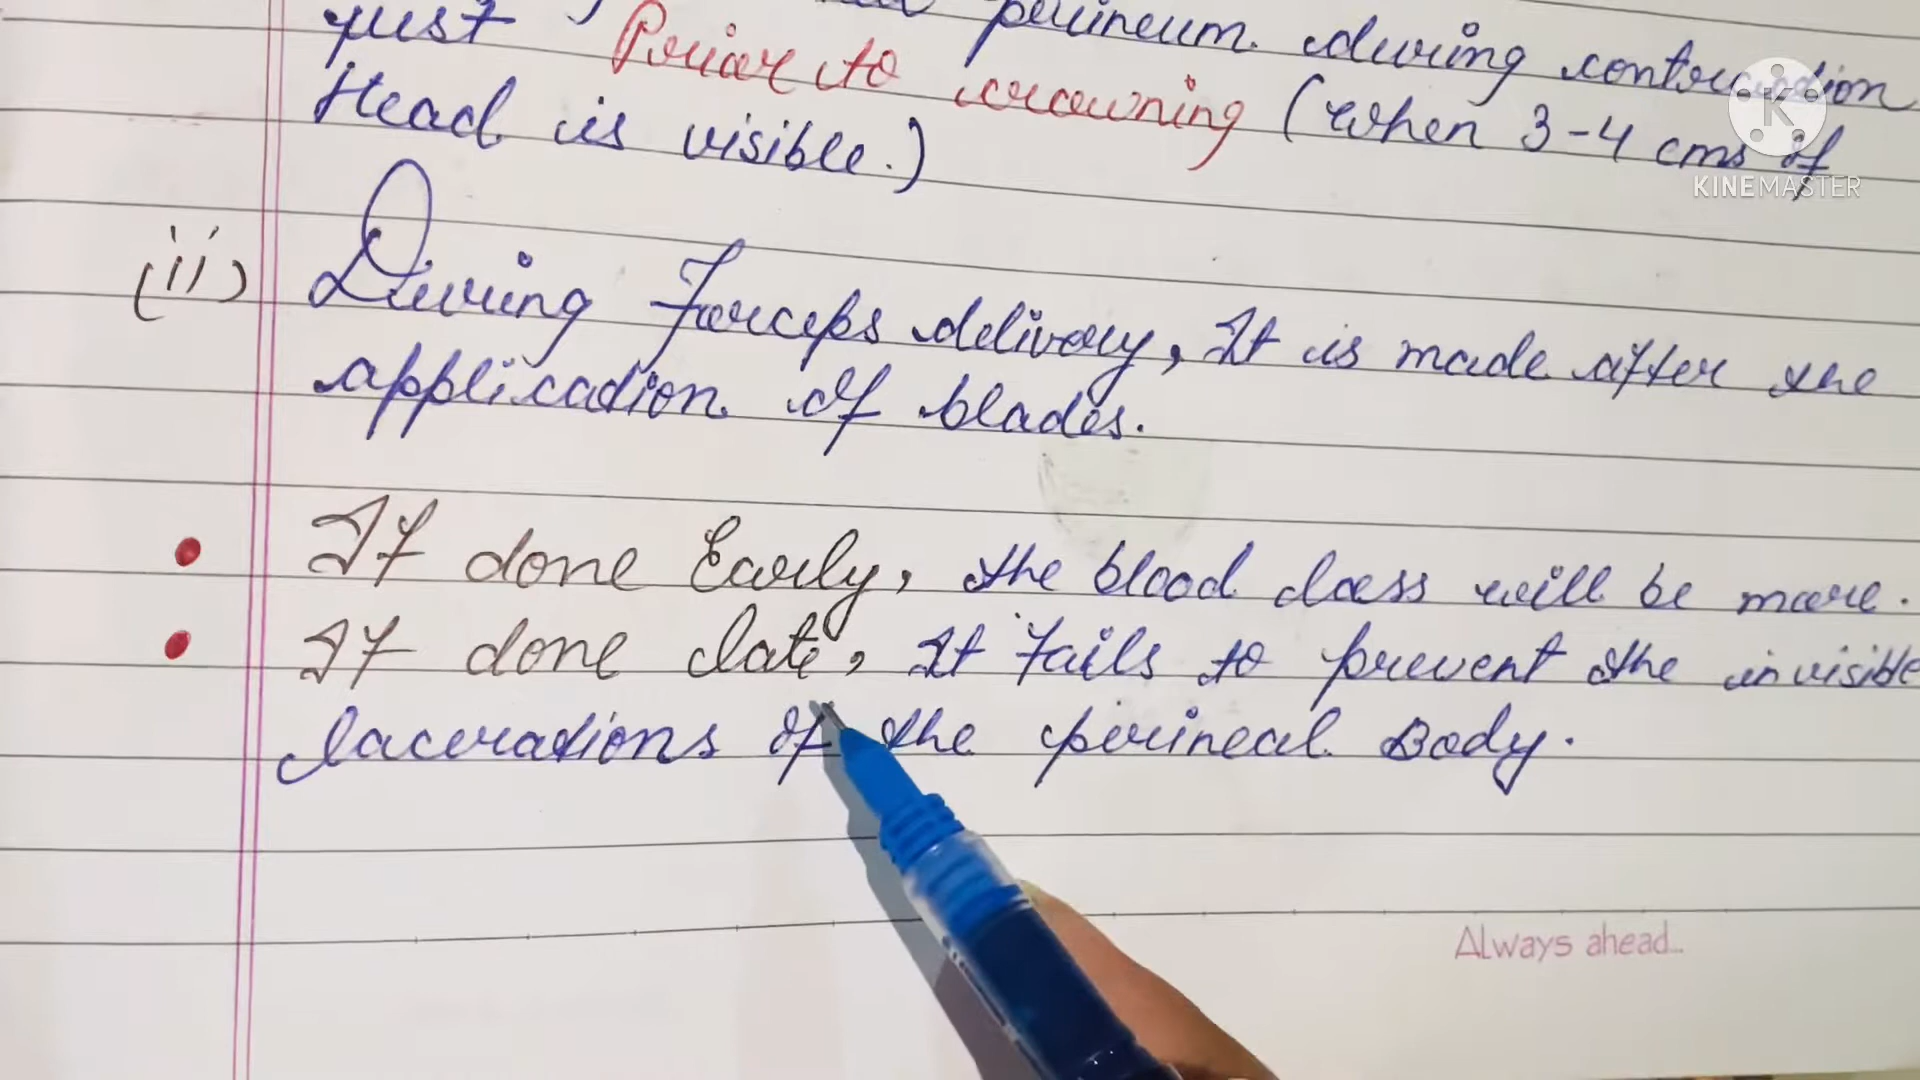 perineum during contraction
just Prior to crowning (when 3-4 cms of
Head is visible.)
(ii) During Forceps delivery, It is made after the
application of blades.
• If done Early, the blood loss will be more.
• If done late, It fails to prevent the invisible
lacerations of the perineal Body.
Always ahead...
KINEMASTER